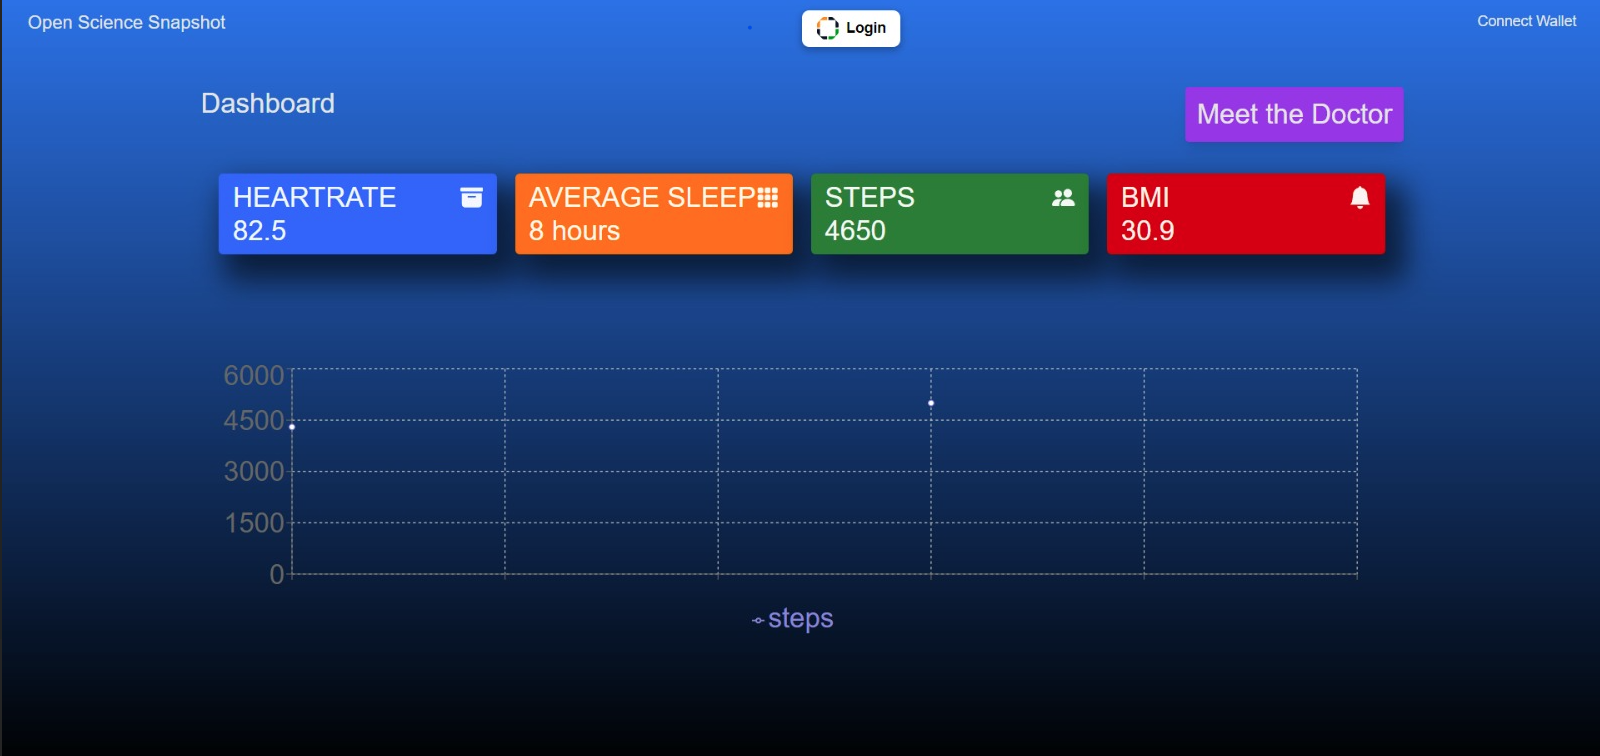 Open Science Snapshot
Login
Connect Wallet
Dashboard
Meet the Doctor
HEARTRATE
82.5
AVERAGE SLEEP
8 hours
STEPS
4650
BMI
30.9
6000
4500
3000
1500
0
steps